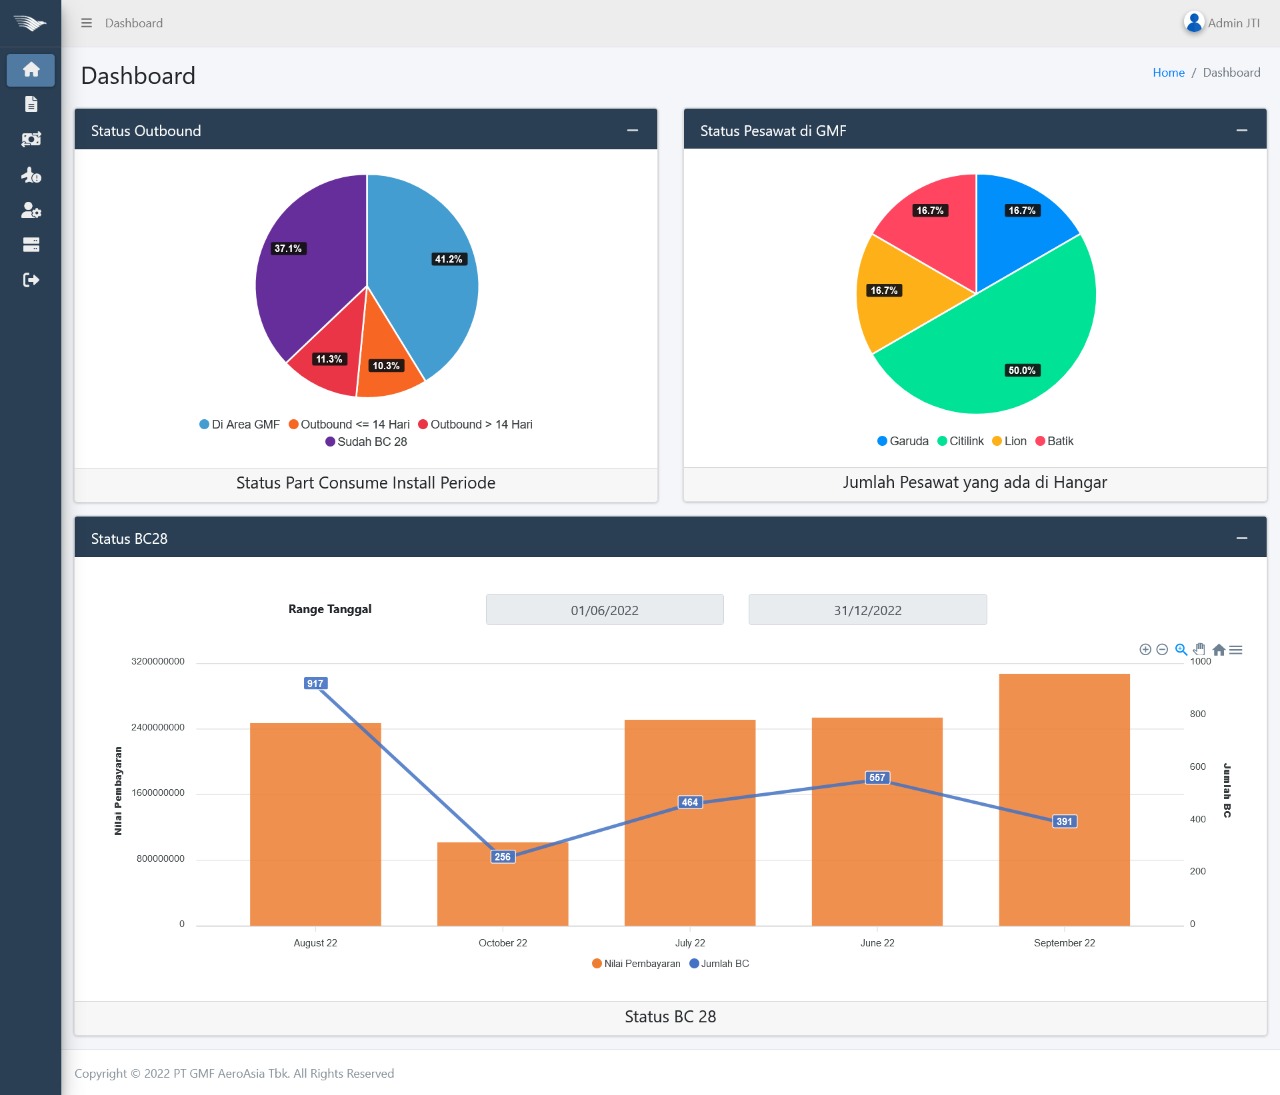 Dashboard
Admin JTI
Dashboard
Home / Dashboard
Status Outbound
37.1%
41.2%
11.3%
10.3%
Di Area GMF
Outbound <= 14 Hari
Outbound > 14 Hari
Sudah BC 28
Status Part Consume Install Periode
Status Pesawat di GMF
16.7%
16.7%
16.7%
50.0%
Garuda
Citilink
Lion
Batik
Jumlah Pesawat yang ada di Hangar
Status BC28
Range Tanggal
01/06/2022
31/12/2022
3200000000
2400000000
1600000000
800000000
0
Nilai Pembayaran
917
256
464
557
391
1000
800
600
400
200
0
Jumlah BC
August 22
October 22
July 22
June 22
September 22
Nilai Pembayaran
Jumlah BC
Status BC 28
Copyright © 2022 PT GMF AeroAsia Tbk. All Rights Reserved